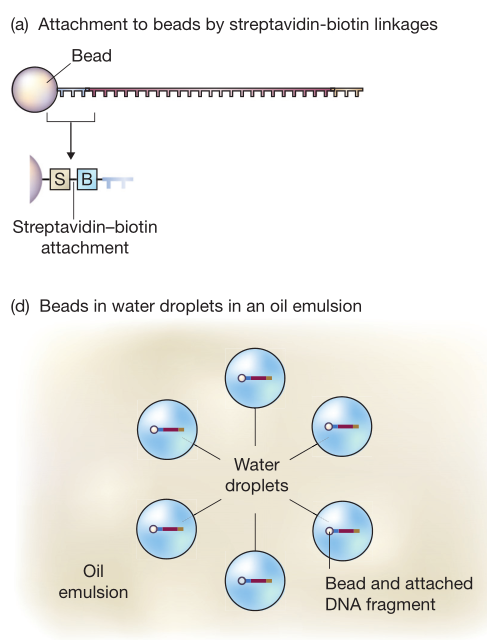 (a) Attachment to beads by streptavidin-biotin linkages
Bead
S B
Streptavidin–biotin
attachment
(d) Beads in water droplets in an oil emulsion
Water
droplets
Oil
emulsion
Bead and attached
DNA fragment